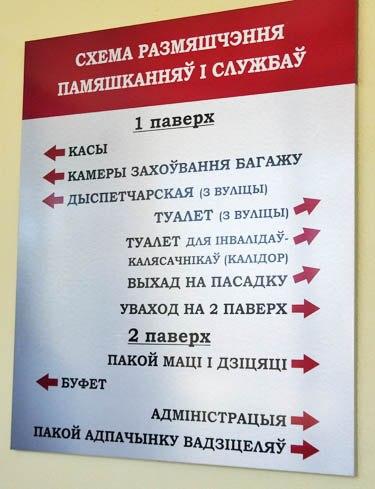 СХЕМА РАЗМЯШЧЭННЯ
ПАМЯШКАННЯЎ І СЛУЖБАЎ
1 паверх
КАСЫ
КАМЕРЫ ЗАХОЎВАННЯ БАГАЖУ
ДЫСПЕТЧАРСКАЯ (З ВУЛІЦЫ)
ТУАЛЕТ (З ВУЛІЦЫ)
ТУАЛЕТ ДЛЯ ІНВАЛІДАЎ-
КАЛЯСАЧНІКАЎ (КАЛІДОР)
ВЫХАД НА ПАСАДКУ
УВАХОД НА 2 ПАВЕРХ
2 паверх
ПАКОЙ МАЦІ І ДЗІЦЯЦІ
БУФЕТ
АДМІНІСТРАЦЫЯ
ПАКОЙ АДПАЧЫНКУ ВАДЗІЦЕЛЯЎ